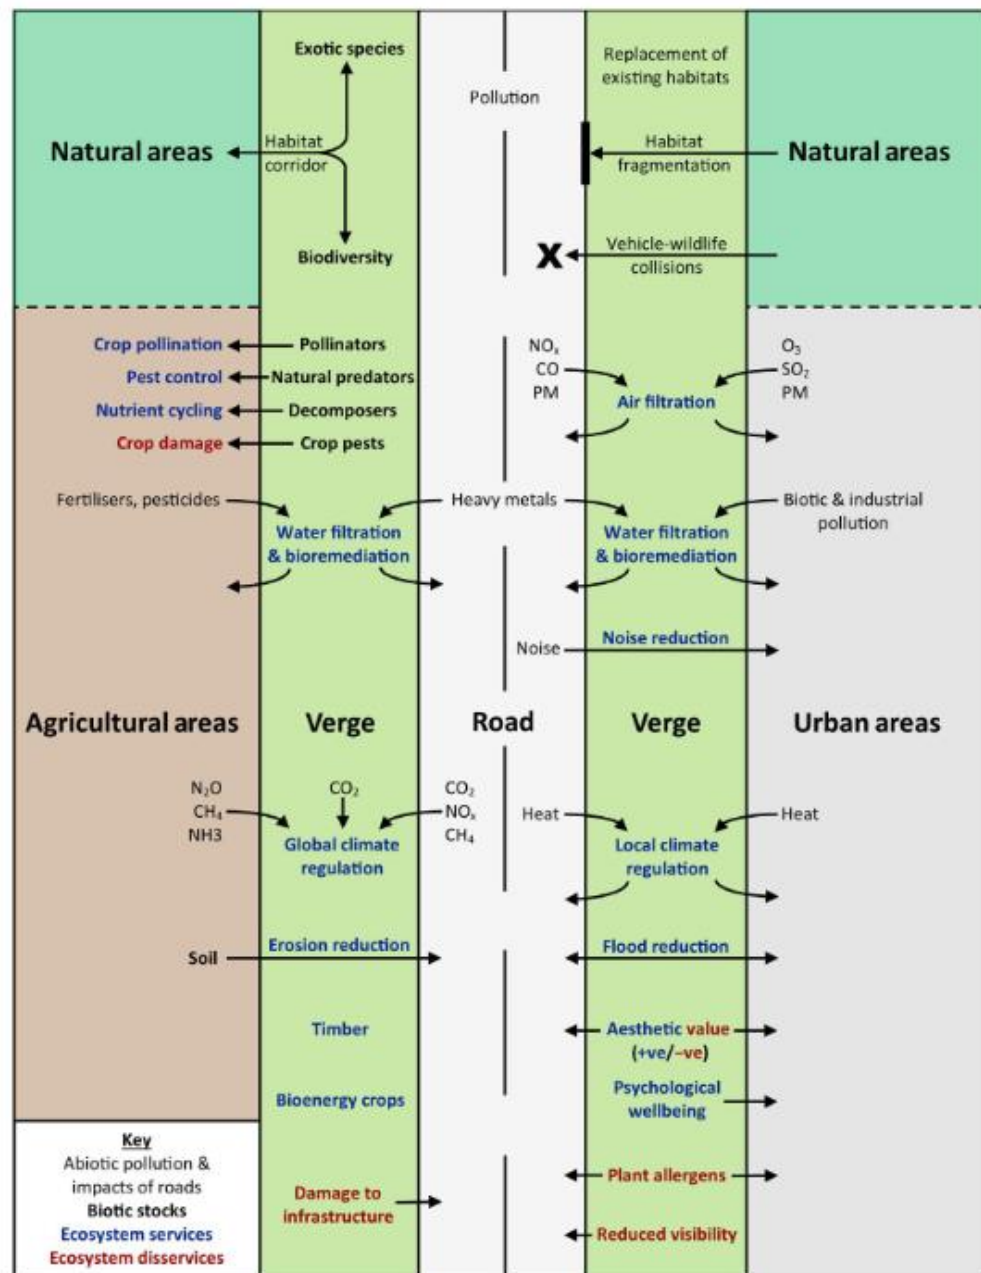 Exotic species
Replacement of
existing habitats
Pollution
Natural areas
Habitat
corridor
Habitat
fragmentation
Natural areas
Biodiversity
X
Vehicle-wildlife
collisions
Crop pollination
Pollinators
Pest control
Natural predators
Nutrient cycling
Decomposers
Crop damage
Crop pests
NOₓ
CO
PM
Air filtration
O₃
SO₂
PM
Fertilisers, pesticides
Heavy metals
Biotic & industrial
pollution
Water filtration
& bioremediation
Water filtration
& bioremediation
Noise
Noise reduction
Agricultural areas
Verge
Road
Verge
Urban areas
N₂O
CH₄
NH3
CO₂
CO₂
NOₓ
CH₄
Global climate
regulation
Heat
Heat
Local climate
regulation
Soil
Erosion reduction
Flood reduction
Timber
Aesthetic value
(+ve/−ve)
Bioenergy crops
Psychological
wellbeing
Key
Abiotic pollution &
impacts of roads
Biotic stocks
Ecosystem services
Ecosystem disservices
Damage to
infrastructure
Plant allergens
Reduced visibility